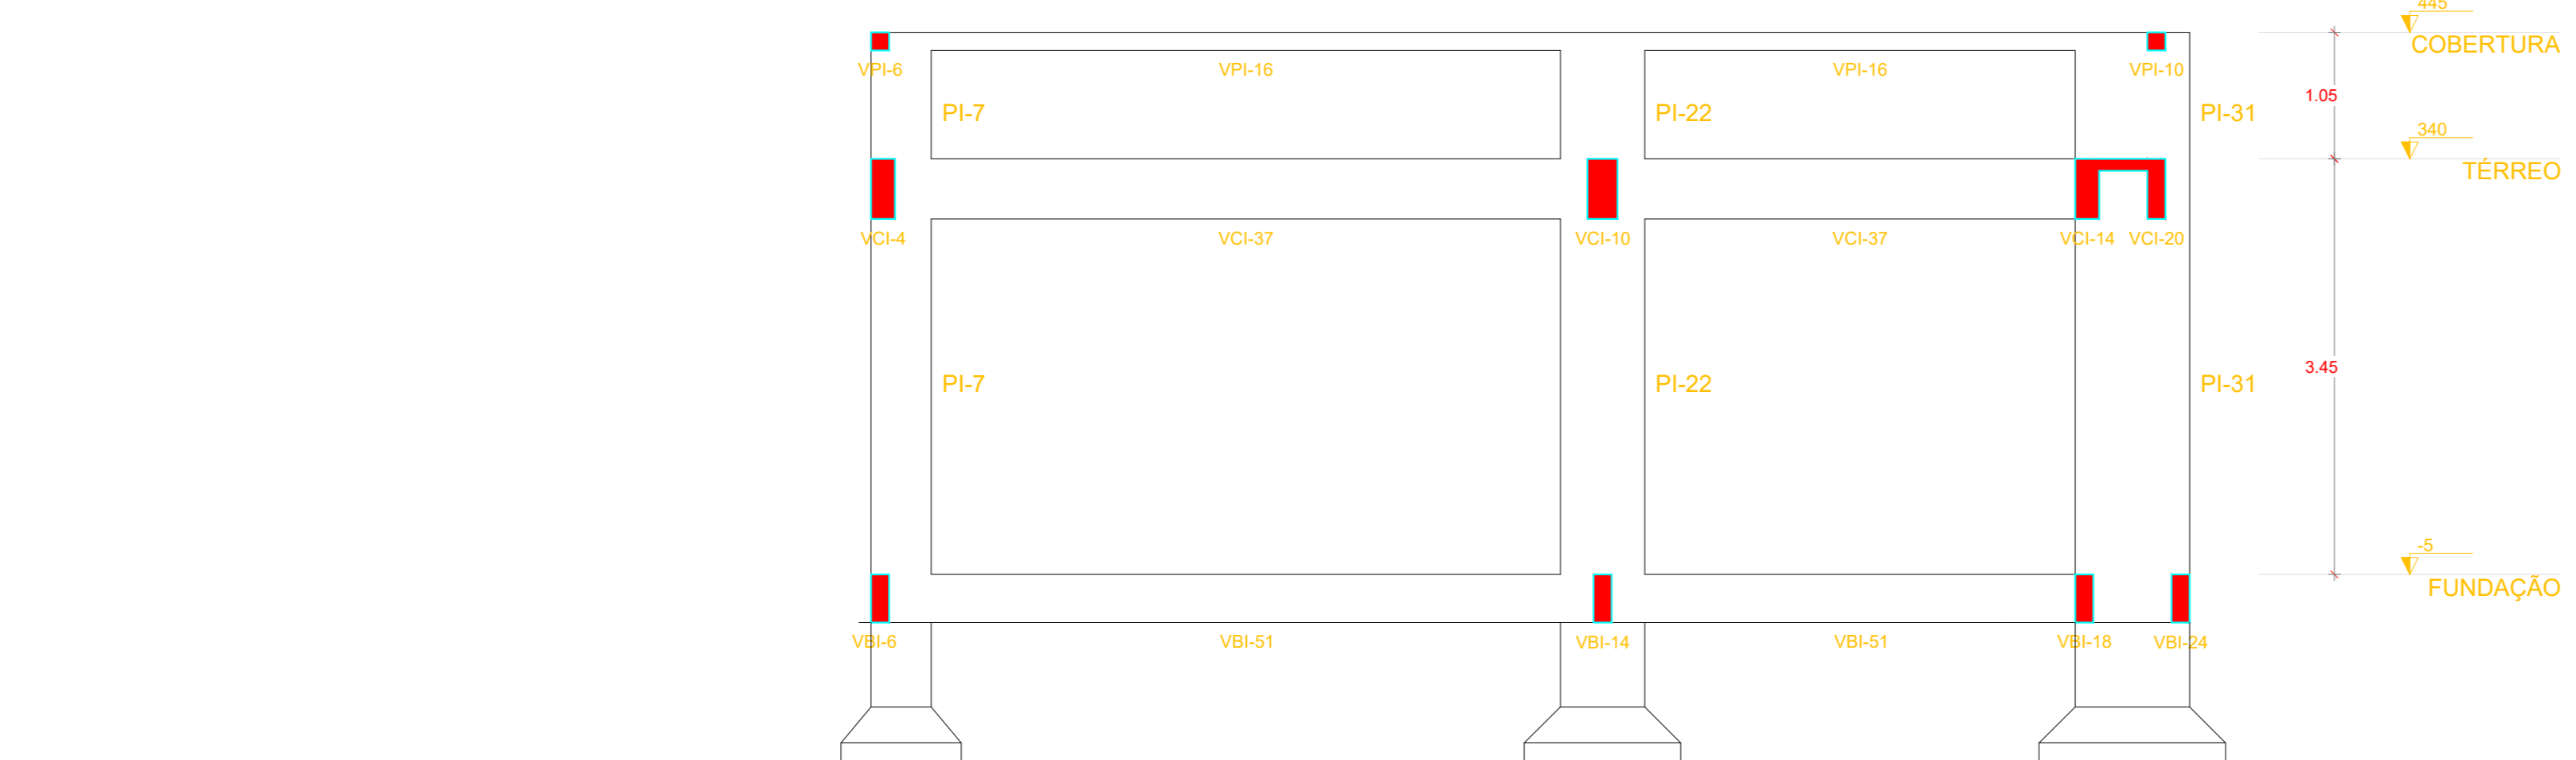 445
COBERTURA
VPI-6 VPI-16 VPI-16 VPI-10
1.05
PI-7 PI-22 PI-31
340
TÉRREO
VCI-4 VCI-37 VCI-10 VCI-37 VCI-14 VCI-20
3.45
PI-7 PI-22 PI-31
-5
FUNDAÇÃO
VBI-6 VBI-51 VBI-14 VBI-51 VBI-18 VBI-24